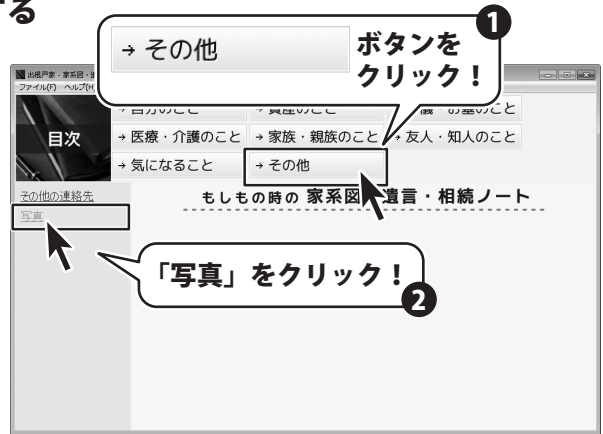 る
1
→ その他
ボタンを
クリック！
ファイル(F) ヘルプ(H)
目次
→ 医療・介護のこと → 家族・親族のこと → 友人・知人のこと
→ 気になること → その他
その他の連絡先
写真
もしもの時の 家系図 遺言・相続ノート
「写真」をクリック！
2